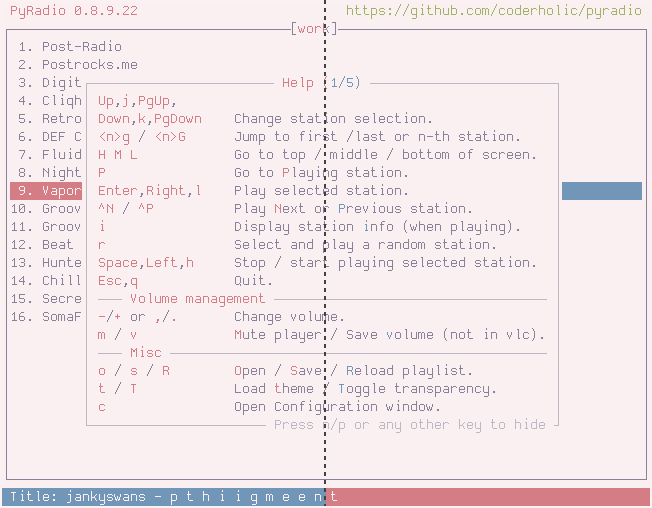 PyRadio 0.8.9.22 https://github.com/coderholic/pyradio
[work]
1. Post-Radio
2. Postrocks.me
3. Digit Help (1/5)
4. Cliqh Up,j,PgUp,
5. Retro Down,k,PgDown Change station selection.
6. DEF C <n>g / <n>G Jump to first /last or n-th station.
7. Fluid H M L Go to top / middle / bottom of screen.
8. Night P Go to Playing station.
9. Vapor Enter,Right,l Play selected station.
10. Groov ^N / ^P Play Next or Previous station.
11. Groov i Display station info (when playing).
12. Beat r Select and play a random station.
13. Hunte Space,Left,h Stop / start playing selected station.
14. Chill Esc,q Quit.
15. Secre Volume management
16. SomaF -/+ or ,/. Change volume.
m / v Mute player / Save volume (not in vlc).
Misc
o / s / R Open / Save / Reload playlist.
t / T Load theme / Toggle transparency.
c Open Configuration window.
Press n/p or any other key to hide
Title: jankyswans - p t h i i g m e e n t